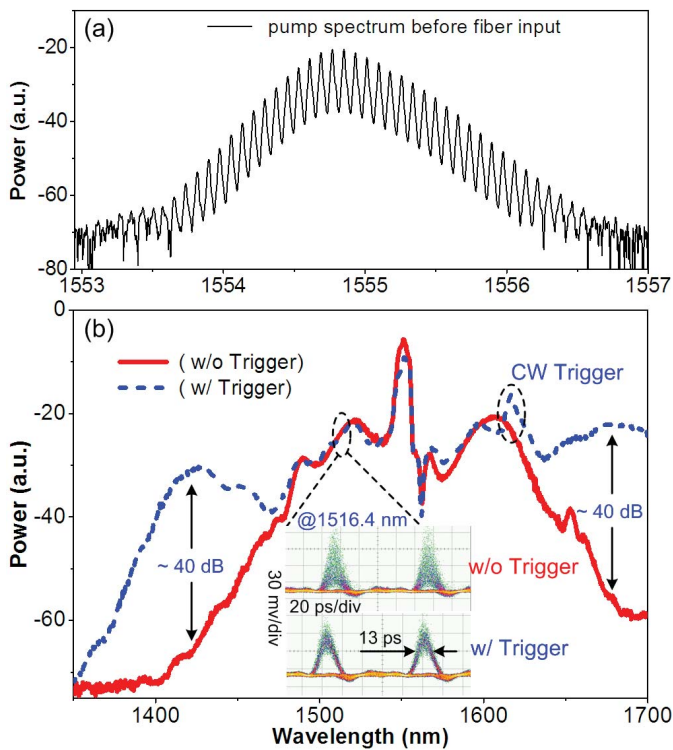 (a)
pump spectrum before fiber input
Power (a.u.)
-20
-40
-60
-80
1553
1554
1555
1556
1557
(b)
( w/o Trigger)
( w/ Trigger)
CW Trigger
Power (a.u.)
0
-20
-40
-60
~ 40 dB
~ 40 dB
@1516.4 nm
w/o Trigger
30 mv/div
20 ps/div
13 ps
w/ Trigger
1400
1500
1600
1700
Wavelength (nm)